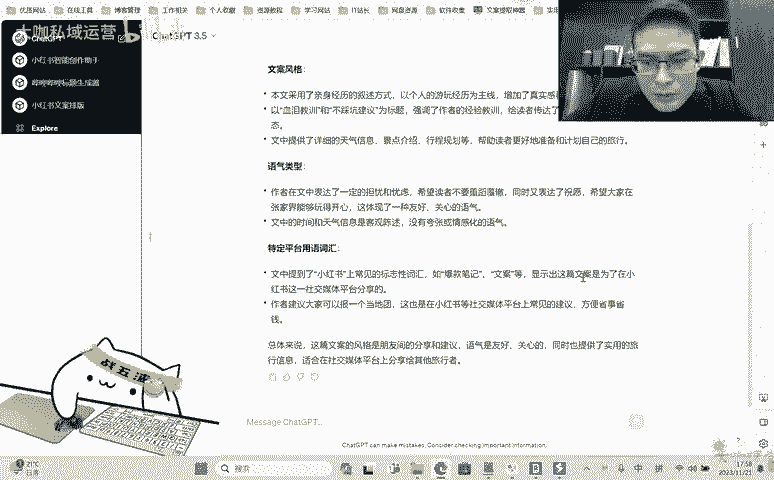 优质网站 在线工具 博客管理 工作相关 个人收藏 资源教程 学习网站 IT站长 网盘资源 软件收集 文案提取神器
大咖私域运营
ChatGPT
ChatGPT 3.5
小红书智能创作助手
小红书文案排版
Explore
文案风格：
本文采用了亲身经历的叙述方式，以个人的游玩经历为主线，增加了真实感
以“血泪教训”和“不踩坑建议”为标题，强调了作者的经验教训，给读者传达了
态。
文中提供了详细的天气信息、景点介绍、行程规划等，帮助读者更好地准备和计划自己的旅行。
语气类型：
作者在文中表达了一定的担忧和忧虑，希望读者不要重蹈覆辙，同时又表达了祝愿，希望大家在
张家界能够玩得开心，这体现了一种友好、关心的语气。
文中的时间和天气信息是客观陈述，没有夸张或情感化的语气。
特定平台用语词汇：
文中提到了“小红书”上常见的标志性词汇，如“爆款笔记”、“文案”等，显示出这篇文案是为了在小
红书这一社交媒体平台分享的。
作者建议大家可以报一个当地团，这也是在小红书等社交媒体平台上常见的建议，方便省事省
钱。
总体来说，这篇文案的风格是朋友间的分享和建议，语气是友好、关心的，同时也提供了实用的旅
行信息，适合在社交媒体平台上分享给其他旅行者。
战五渣
Message ChatGPT...
ChatGPT can make mistakes. Consider checking important information.
21°C
搜索
中 拼
17:58
2023/11/21